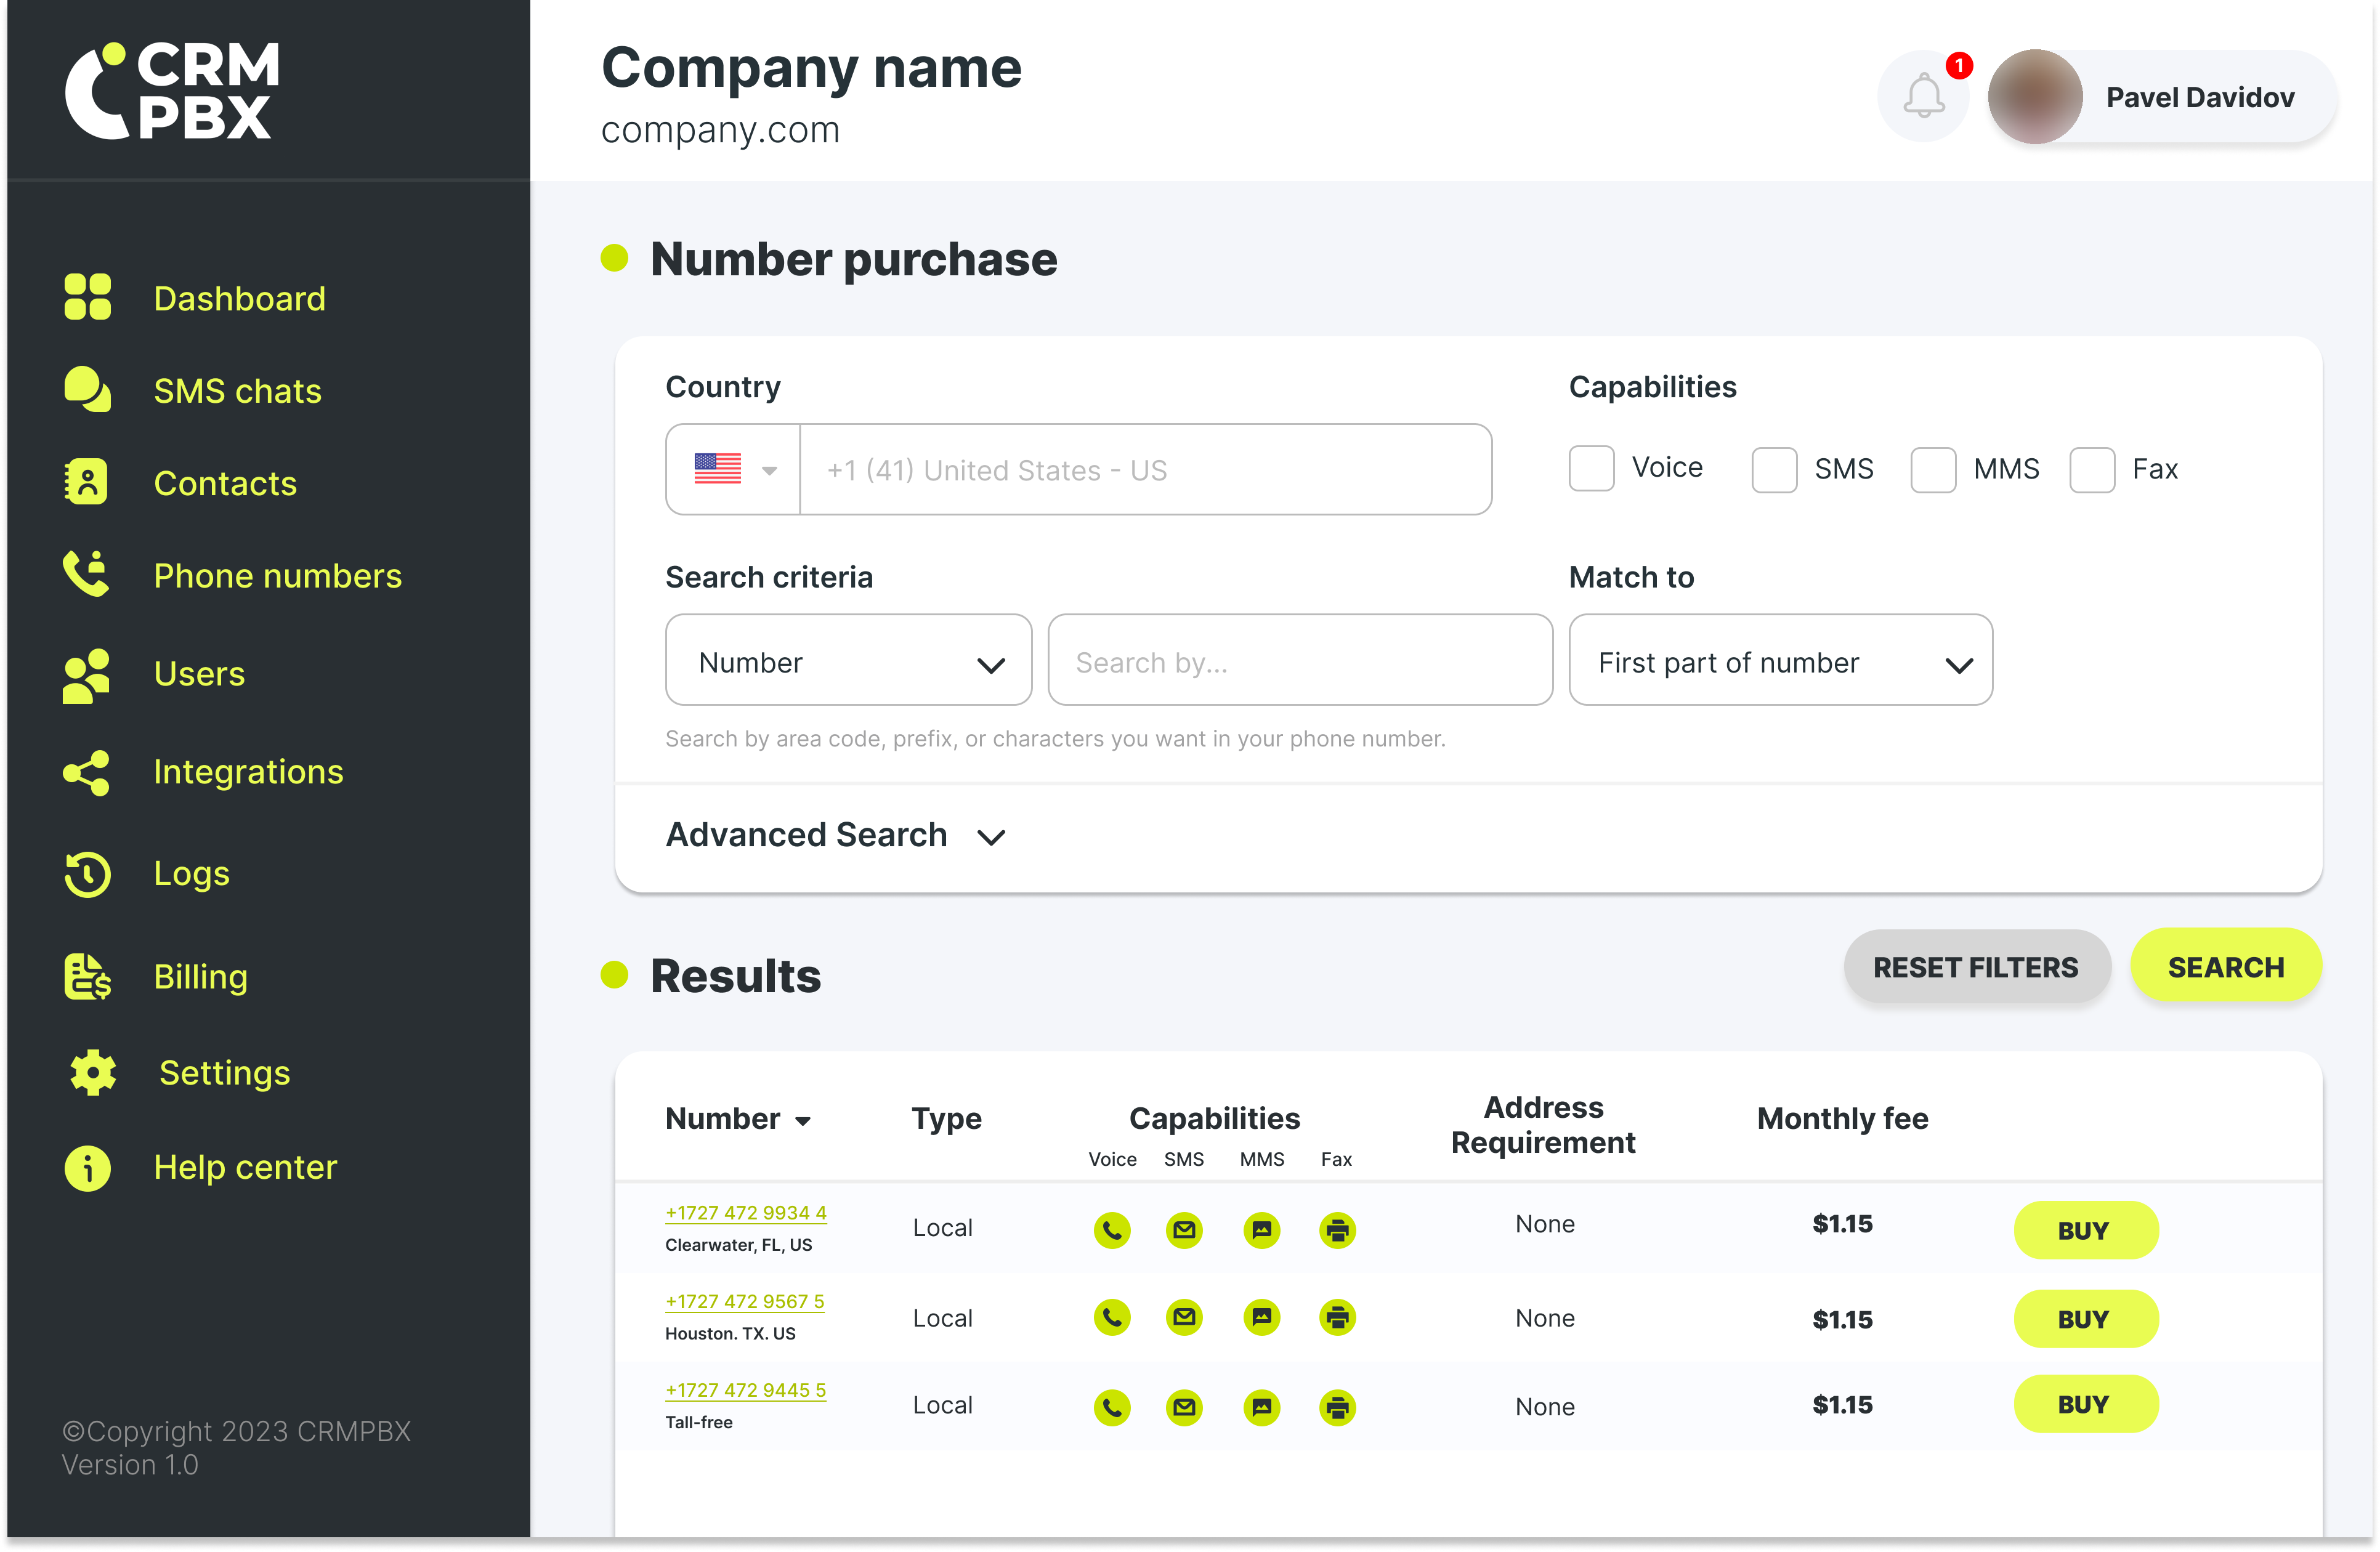 CRM
PBX
Company name
company.com
1
Pavel Davidov
Dashboard
SMS chats
Contacts
Phone numbers
Users
Integrations
Logs
Billing
Settings
Help center
©Copyright 2023 CRMPBX
Version 1.0
Number purchase
Country
Capabilities
+1 (41) United States - US
Voice SMS MMS Fax
Search criteria
Match to
Number
Search by...
First part of number
Search by area code, prefix, or characters you want in your phone number.
Advanced Search
Results
RESET FILTERS
SEARCH
Number Type Capabilities Address Requirement Monthly fee
Voice SMS MMS Fax
+1727 472 9934 4
Clearwater, FL, US
Local None $1.15 BUY
+1727 472 9567 5
Houston. TX. US
Local None $1.15 BUY
+1727 472 9445 5
Tall-free
Local None $1.15 BUY